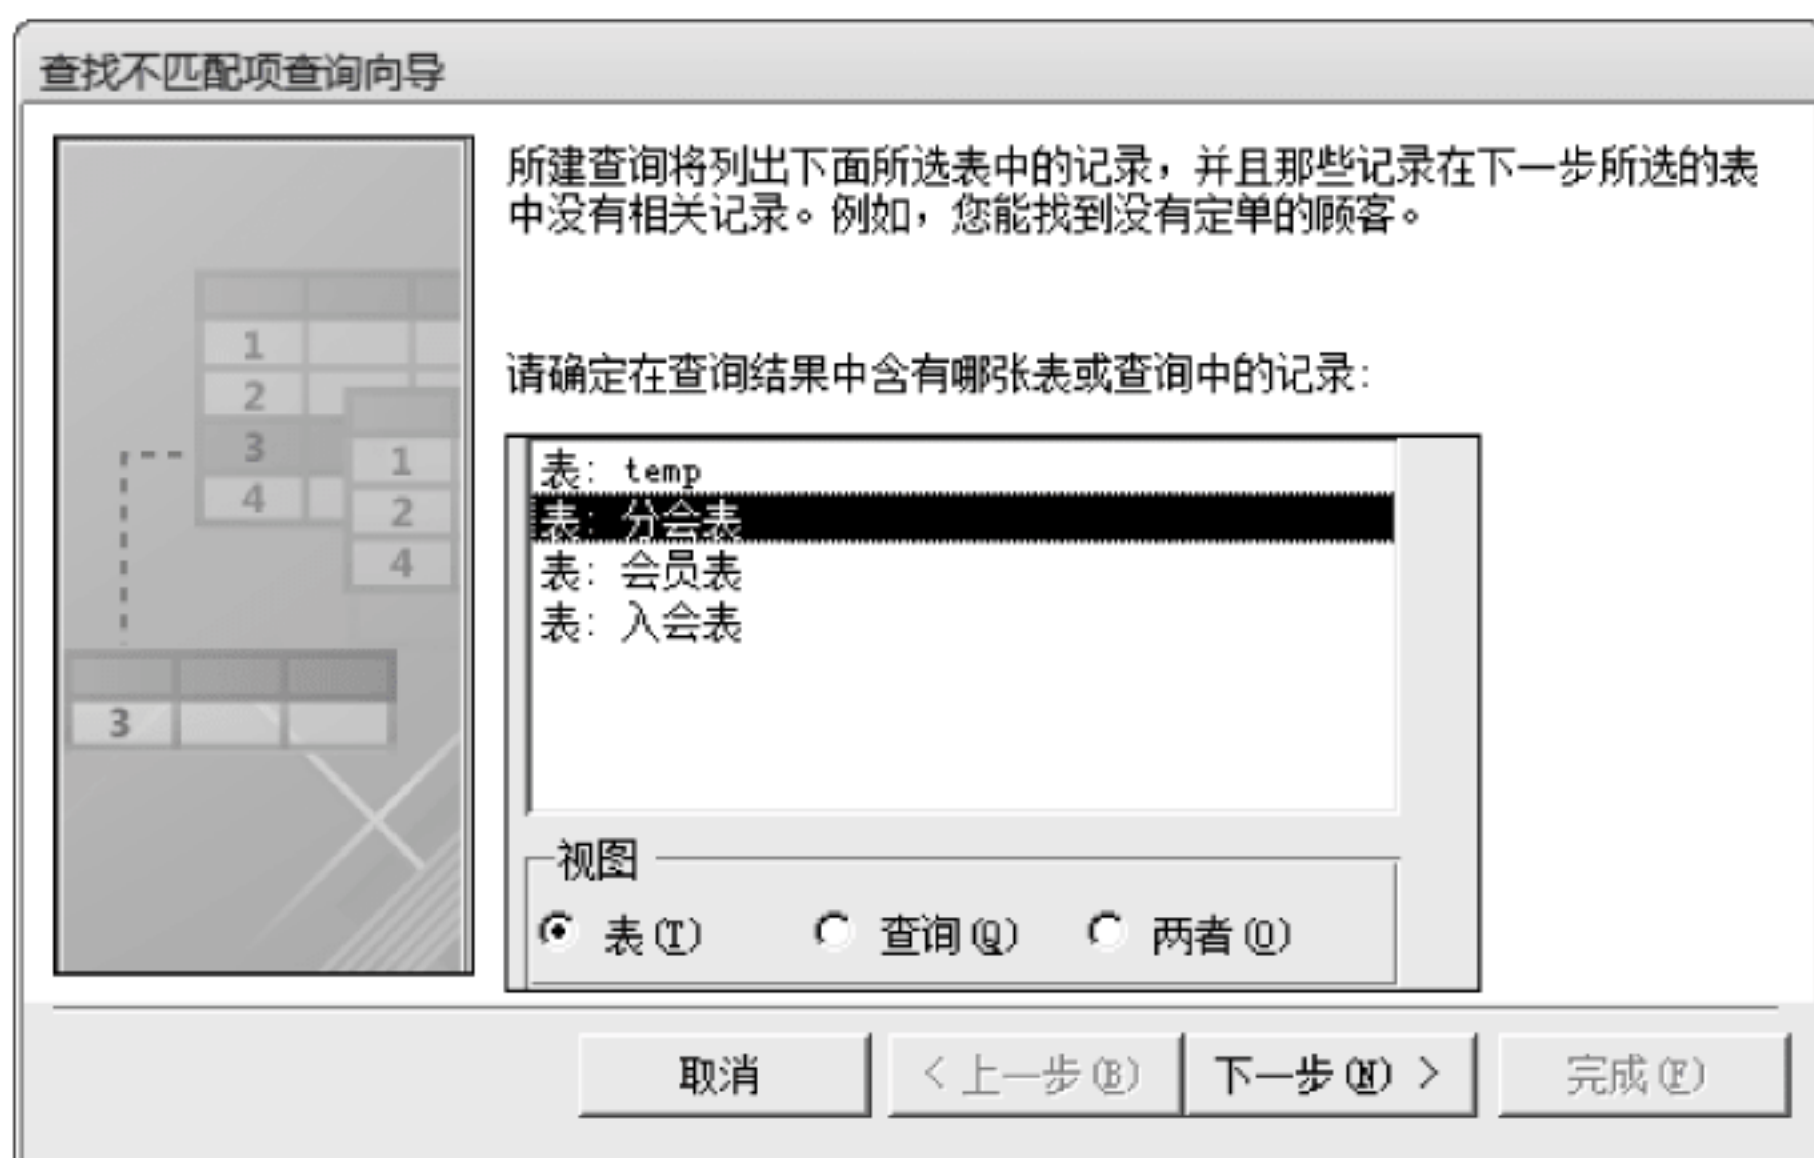 查找不匹配项查询向导
所建查询将列出下面所选表中的记录，并且那些记录在下一步所选的表
中没有相关记录。例如，您能找到没有定单的顾客。
1
2
3
4
1
2
4
3
请确定在查询结果中含有哪张表或查询中的记录:
表: temp
表: 分会表
表: 会员表
表: 入会表
视图
表(T) 查询(Q) 两者(O)
取消 < 上一步(B) 下一步(N) > 完成(F)